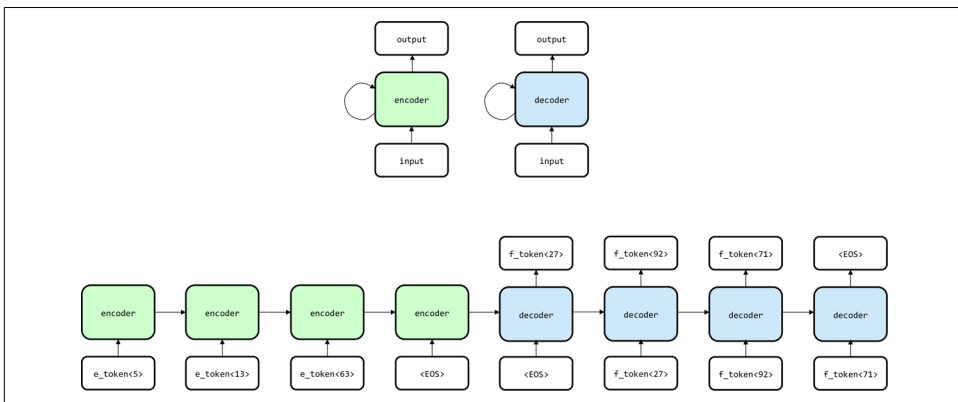 output output
encoder decoder
input input
f_token<27> f_token<92> f_token<71> <EOS>
encoder encoder encoder encoder decoder decoder decoder decoder
e_token<5> e_token<13> e_token<63> <EOS> <EOS> f_token<27> f_token<92> f_token<71>